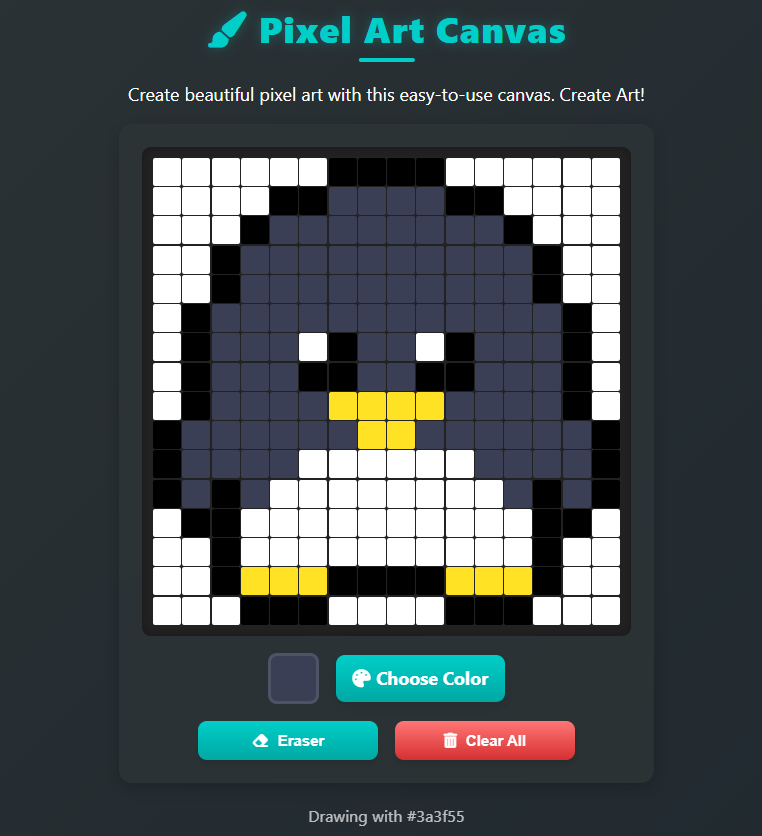 Pixel Art Canvas
Create beautiful pixel art with this easy-to-use canvas. Create Art!
Choose Color
Eraser
Clear All
Drawing with #3a3f55